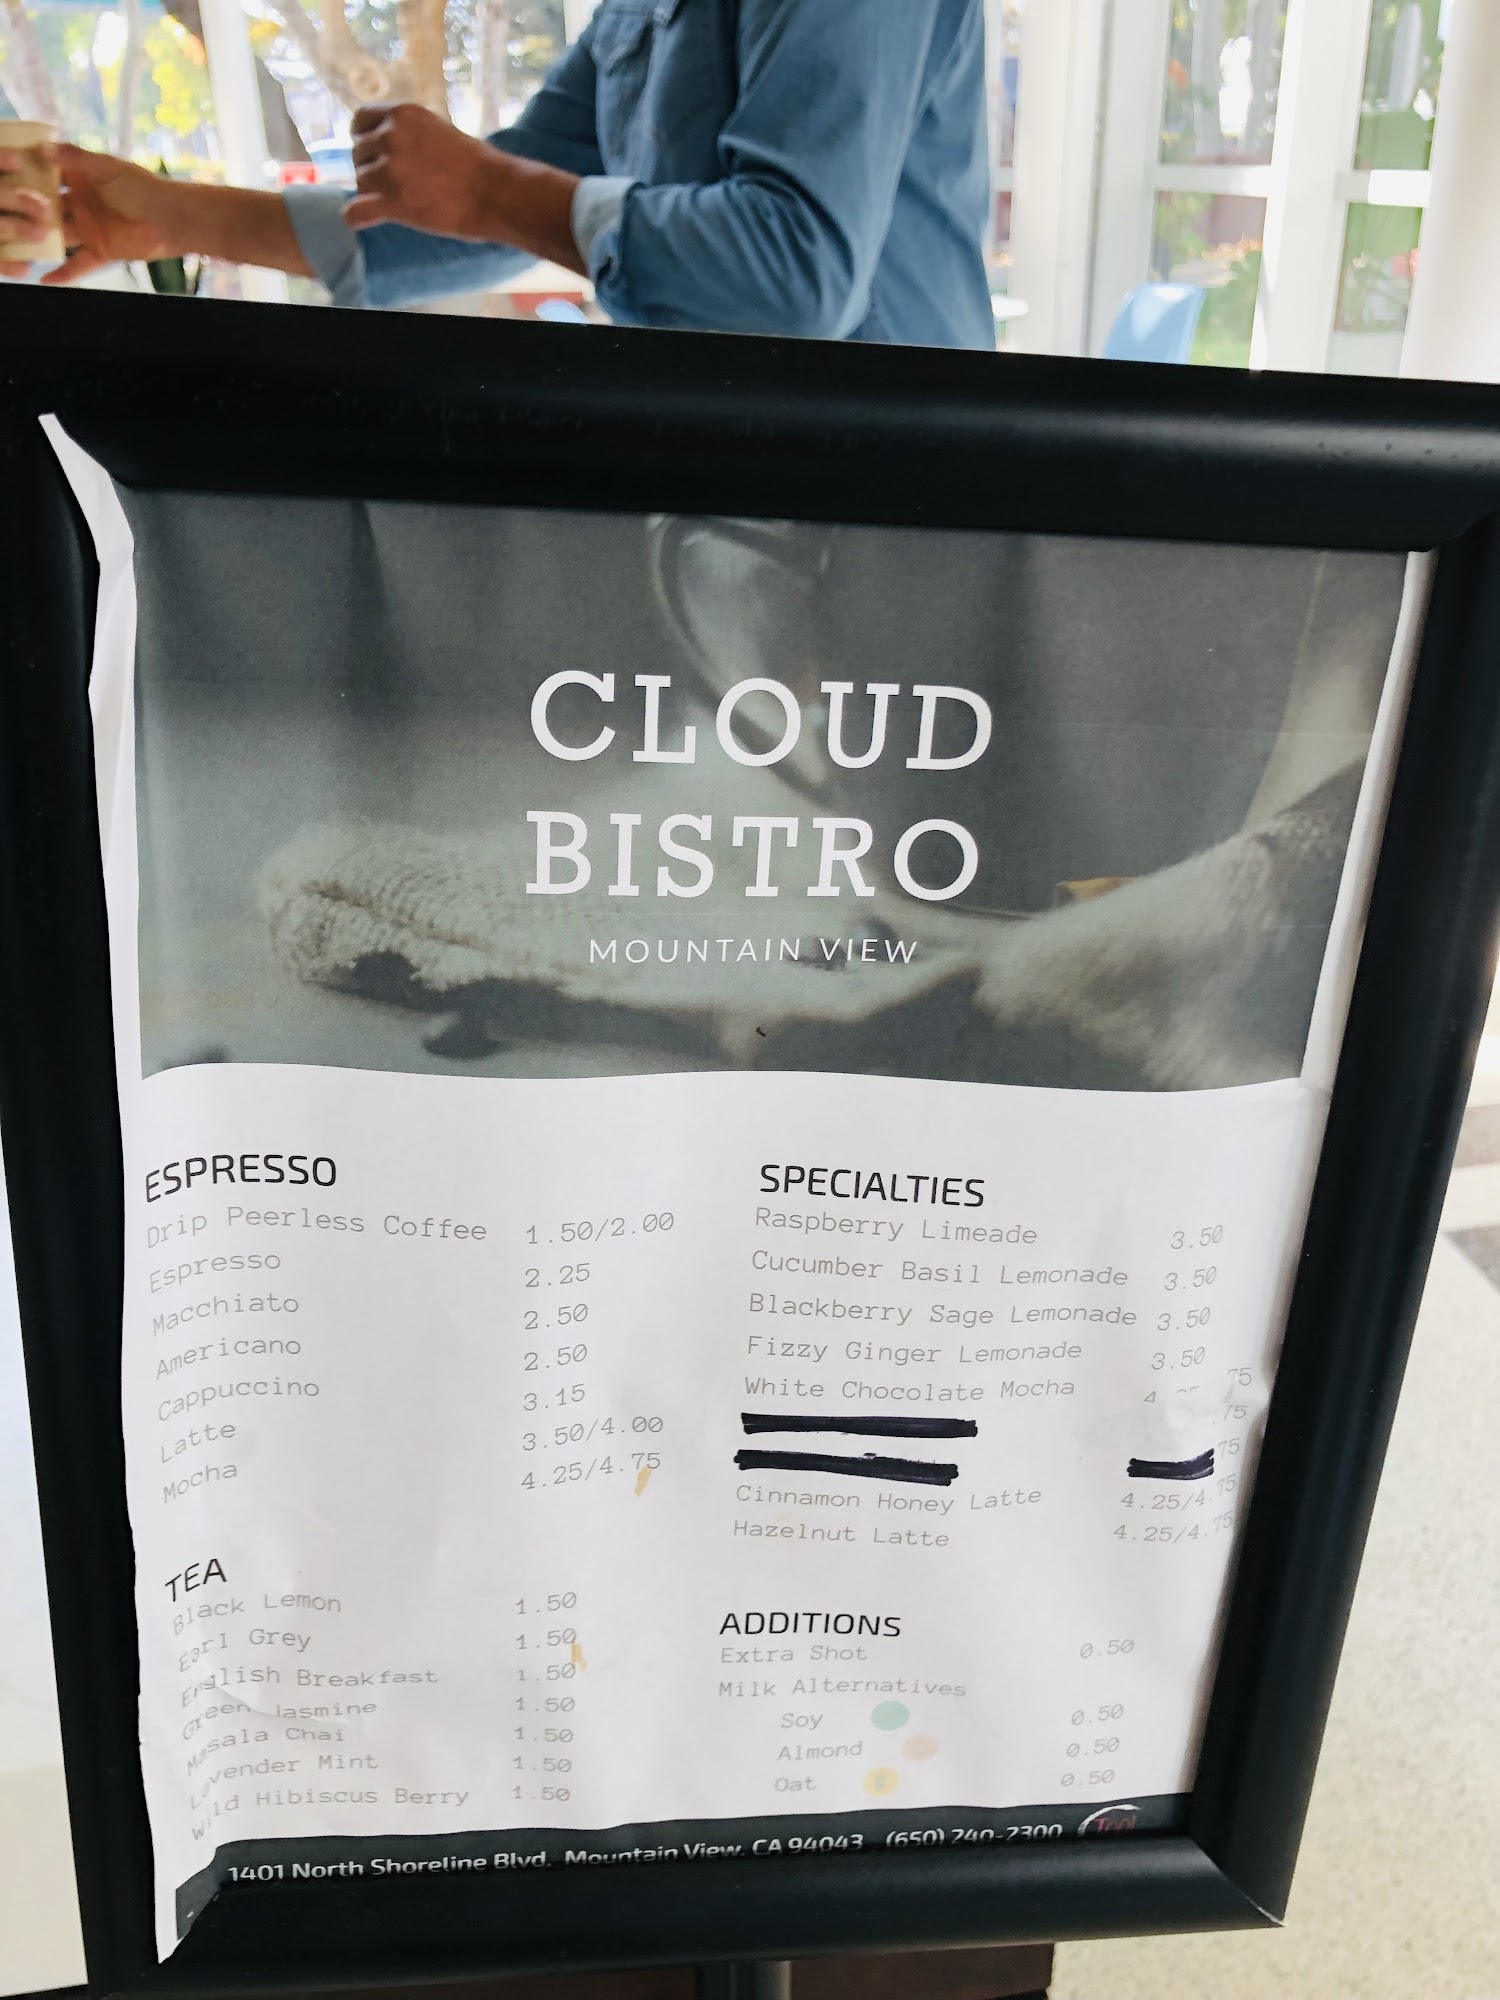 CLOUD
BISTRO
MOUNTAIN VIEW
ESPRESSO
Drip Peerless Coffee 1.50/2.00
Espresso 2.25
Macchiato 2.50
Americano 2.50
Cappuccino 3.15
Latte 3.50/4.00
Mocha 4.25/4.75
TEA
Black Lemon 1.50
Earl Grey 1.50
English Breakfast 1.50
Green Jasmine 1.50
Masala Chai 1.50
Lavender Mint 1.50
Wild Hibiscus Berry 1.50
SPECIALTIES
Raspberry Limeade 3.50
Cucumber Basil Lemonade 3.50
Blackberry Sage Lemonade 3.50
Fizzy Ginger Lemonade 3.50
White Chocolate Mocha
Cinnamon Honey Latte 4.25/4.75
Hazelnut Latte 4.25/4.75
ADDITIONS
Extra Shot 0.50
Milk Alternatives
Soy 0.50
Almond 0.50
Oat 0.50
1401 North Shoreline Blvd. Mountain View, CA 94043 (650) 240-2300